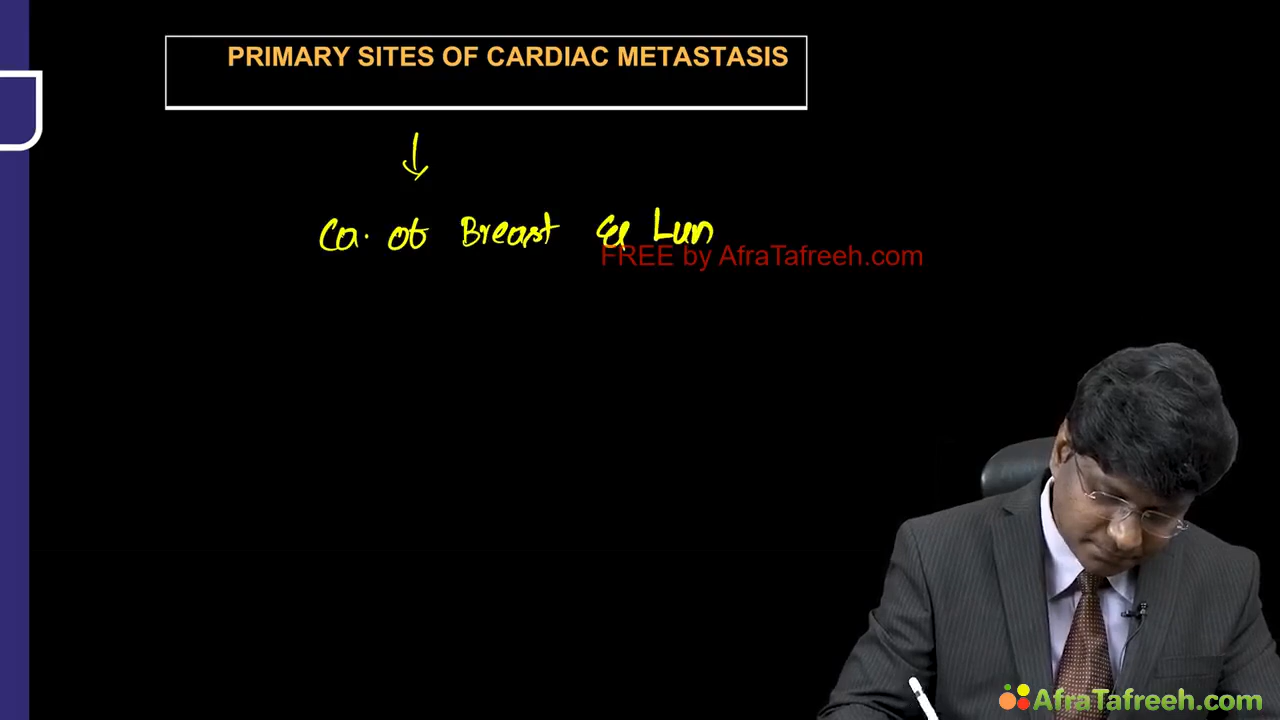 PRIMARY SITES OF CARDIAC METASTASIS
Ca. of Breast & Lun
FREE by AfraTafreeh.com
AfraTafreeh.com